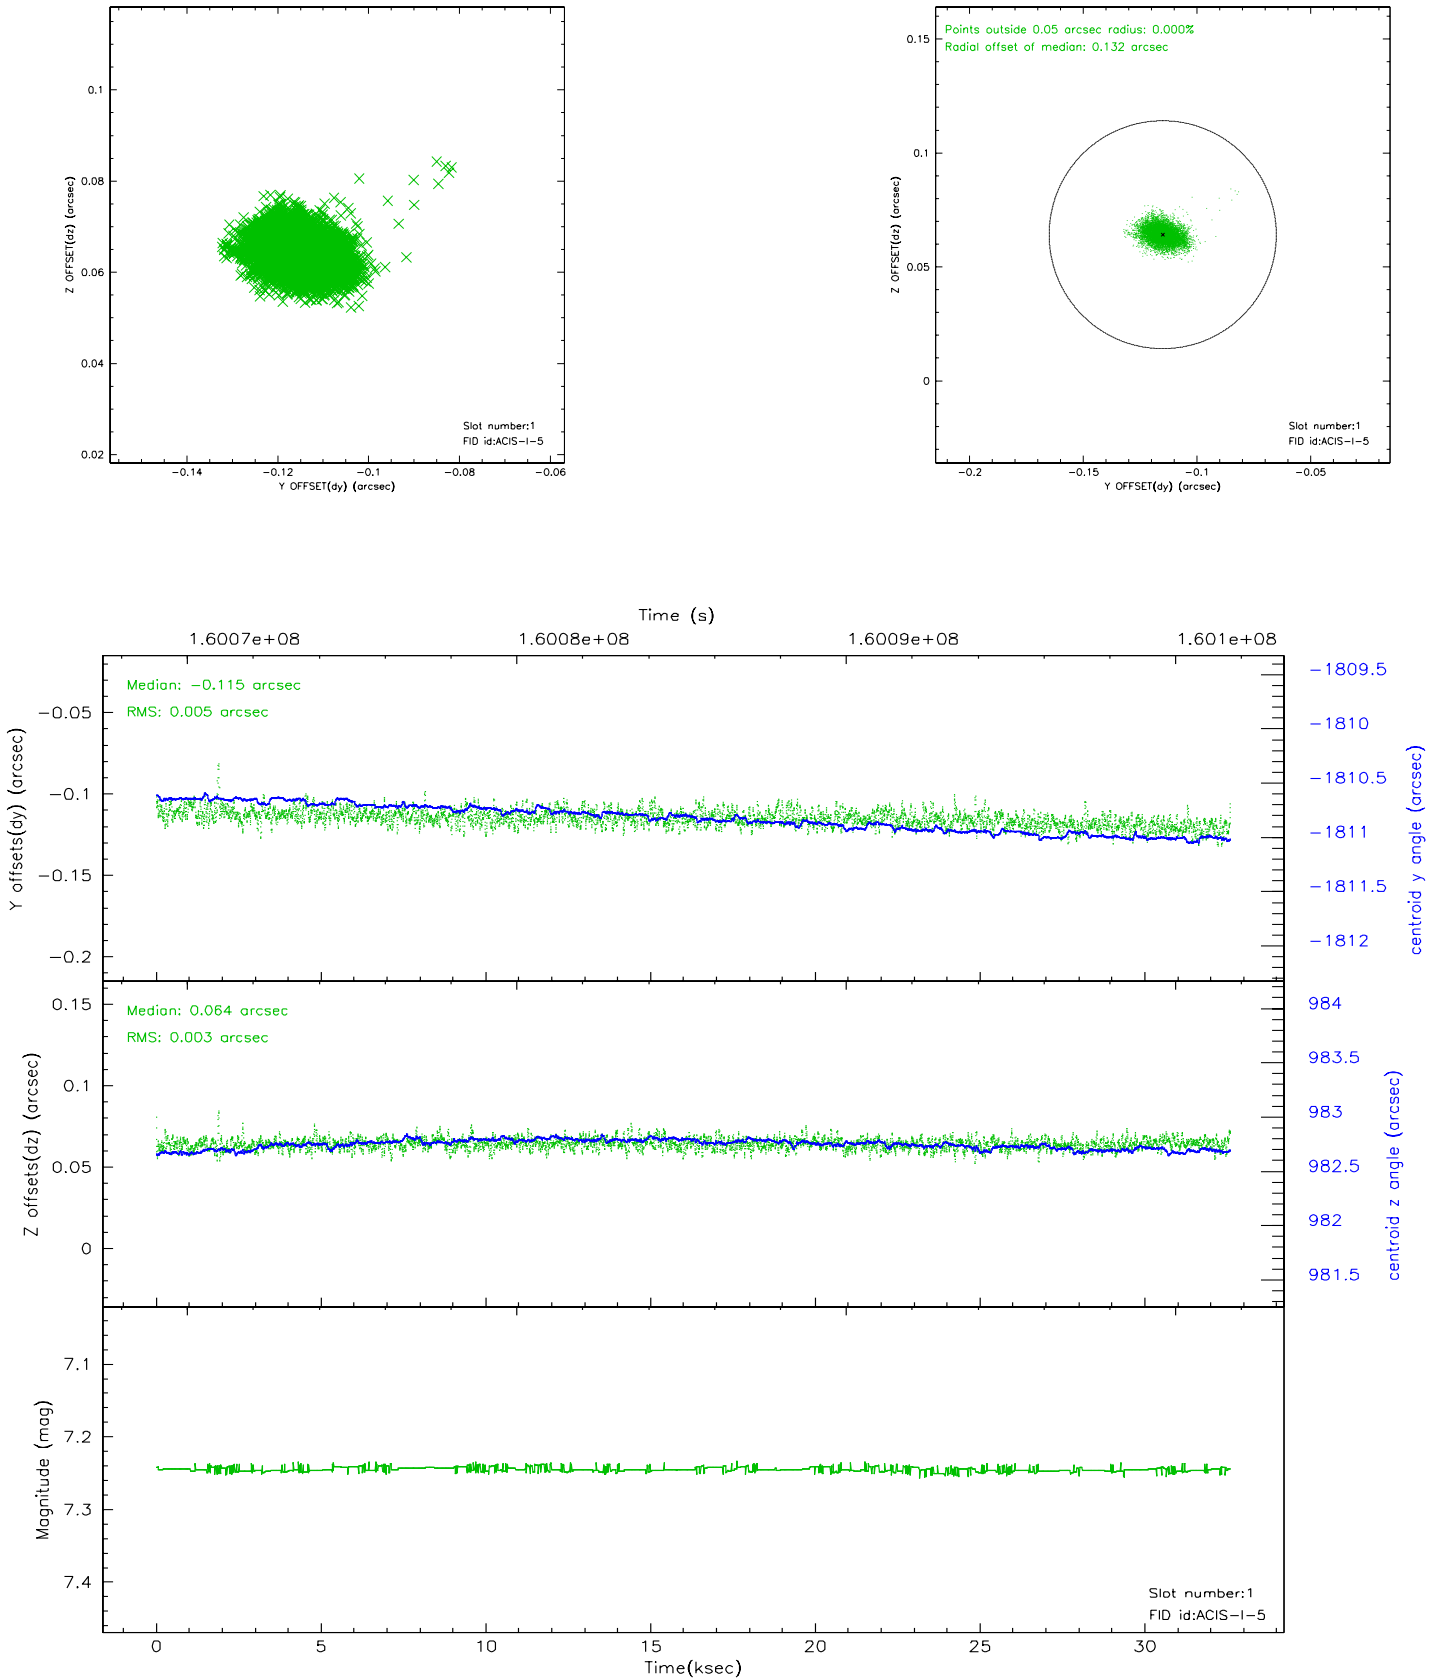 0.1
0.08
0.06
0.04
0.02
Z OFFSET(dz) (arcsec)
Slot number:1
FID id:ACIS-I-5
-0.14 -0.12 -0.1 -0.08 -0.06
Y OFFSET(dy) (arcsec)
Points outside 0.05 arcsec radius: 0.000%
Radial offset of median: 0.132 arcsec
0.15
0.1
0.05
0
Z OFFSET(dz) (arcsec)
Slot number:1
FID id:ACIS-I-5
-0.2 -0.15 -0.1 -0.05
Y OFFSET(dy) (arcsec)
Time (s)
1.6007e+08 1.6008e+08 1.6009e+08 1.601e+08
Median: -0.115 arcsec
RMS: 0.005 arcsec
-0.05
-0.1
-0.15
-0.2
Y offsets(dy) (arcsec)
-1809.5
-1810
-1810.5
-1811
-1811.5
-1812
centroid y angle (arcsec)
Median: 0.064 arcsec
RMS: 0.003 arcsec
0.15
0.1
0.05
0
Z offsets(dz) (arcsec)
984
983.5
983
982.5
982
981.5
centroid z angle (arcsec)
7.1
7.2
7.3
7.4
Magnitude (mag)
Slot number:1
FID id:ACIS-I-5
0 5 10 15 20 25 30
Time(ksec)